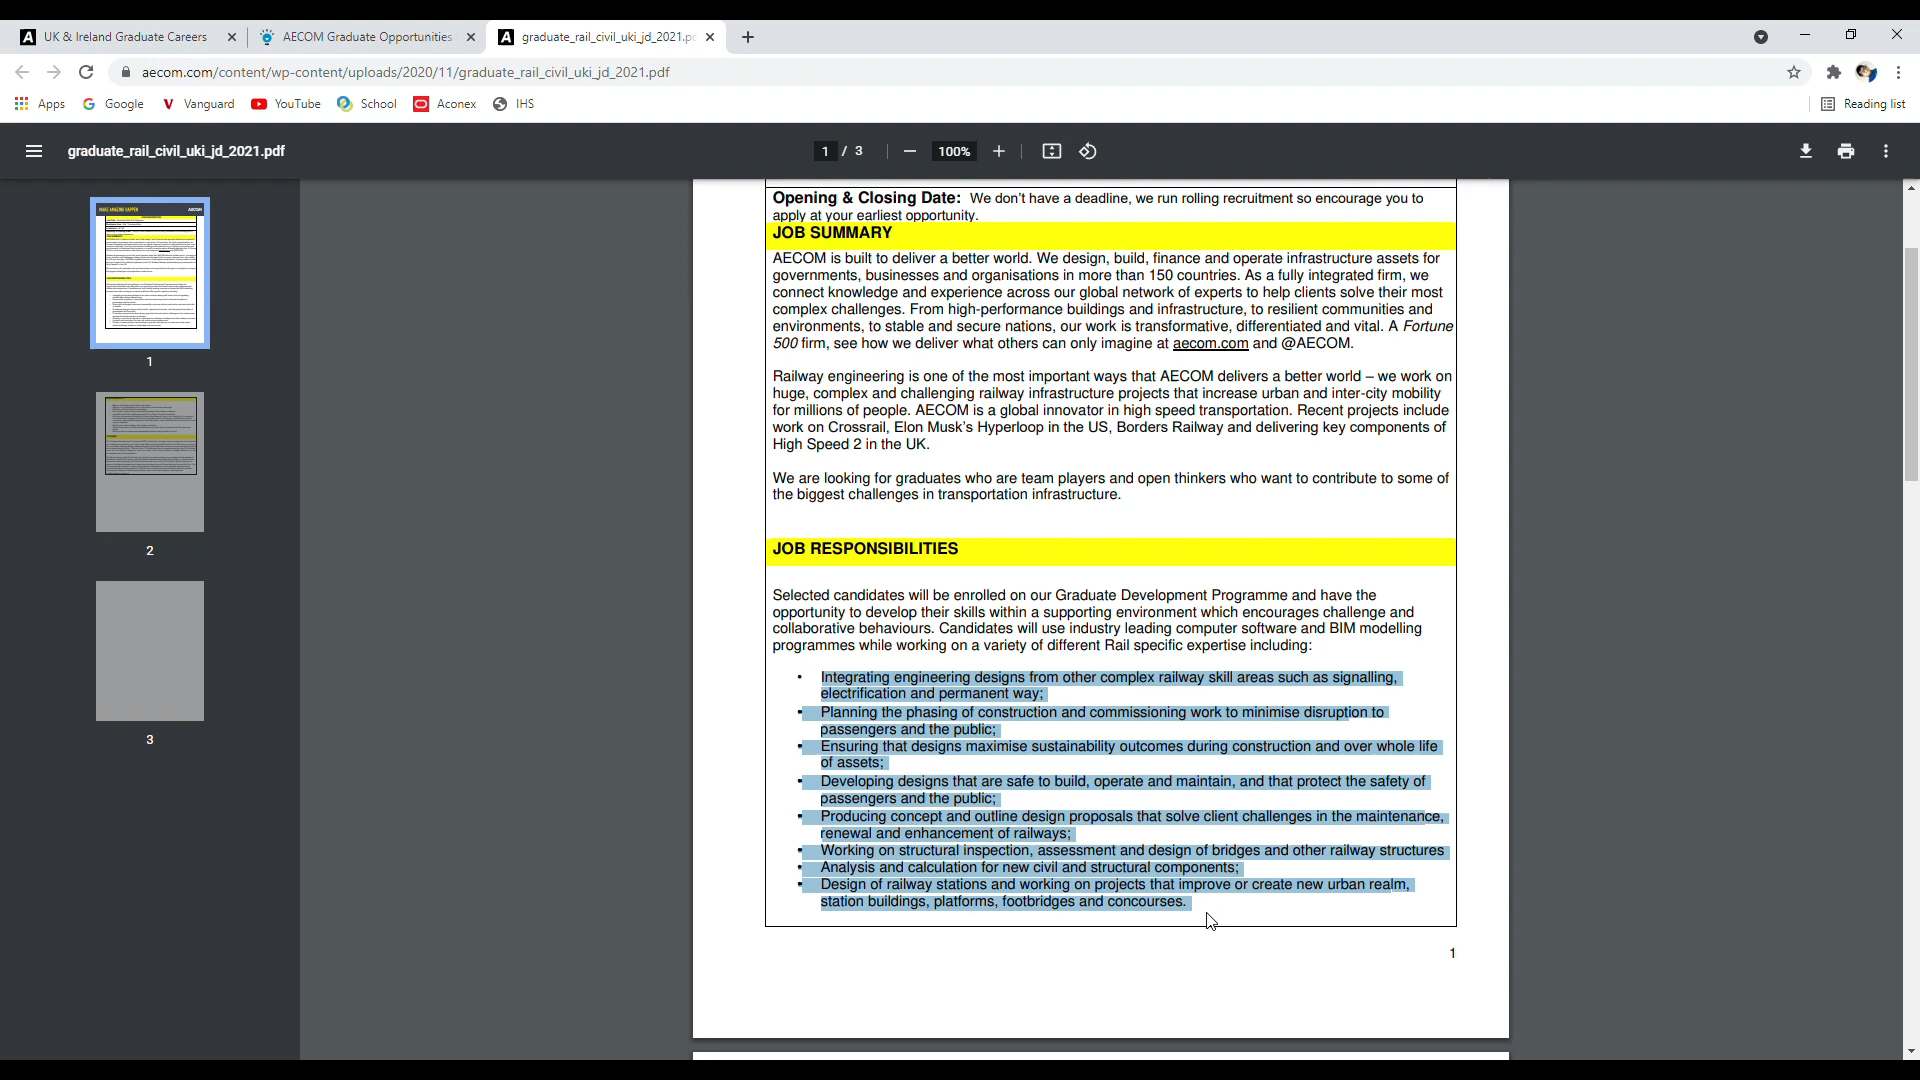 UK & Ireland Graduate Careers
AECOM Graduate Opportunities
graduate_rail_civil_uki_jd_2021.p
aecom.com/content/wp-content/uploads/2020/11/graduate_rail_civil_uki_jd_2021.pdf
Apps Google Vanguard YouTube School Aconex IHS Reading list
graduate_rail_civil_uki_jd_2021.pdf 1 / 3 100%
1
2
3
Opening & Closing Date: We don't have a deadline, we run rolling recruitment so encourage you to
apply at your earliest opportunity.
JOB SUMMARY
AECOM is built to deliver a better world. We design, build, finance and operate infrastructure assets for
governments, businesses and organisations in more than 150 countries. As a fully integrated firm, we
connect knowledge and experience across our global network of experts to help clients solve their most
complex challenges. From high-performance buildings and infrastructure, to resilient communities and
environments, to stable and secure nations, our work is transformative, differentiated and vital. A Fortune
500 firm, see how we deliver what others can only imagine at aecom.com and @AECOM.
Railway engineering is one of the most important ways that AECOM delivers a better world – we work on
huge, complex and challenging railway infrastructure projects that increase urban and inter-city mobility
for millions of people. AECOM is a global innovator in high speed transportation. Recent projects include
work on Crossrail, Elon Musk's Hyperloop in the US, Borders Railway and delivering key components of
High Speed 2 in the UK.
We are looking for graduates who are team players and open thinkers who want to contribute to some of
the biggest challenges in transportation infrastructure.
JOB RESPONSIBILITIES
Selected candidates will be enrolled on our Graduate Development Programme and have the
opportunity to develop their skills within a supporting environment which encourages challenge and
collaborative behaviours. Candidates will use industry leading computer software and BIM modelling
programmes while working on a variety of different Rail specific expertise including:
• Integrating engineering designs from other complex railway skill areas such as signalling,
electrification and permanent way;
• Planning the phasing of construction and commissioning work to minimise disruption to
passengers and the public;
• Ensuring that designs maximise sustainability outcomes during construction and over whole life
of assets;
• Developing designs that are safe to build, operate and maintain, and that protect the safety of
passengers and the public;
• Producing concept and outline design proposals that solve client challenges in the maintenance,
renewal and enhancement of railways;
• Working on structural inspection, assessment and design of bridges and other railway structures
• Analysis and calculation for new civil and structural components;
• Design of railway stations and working on projects that improve or create new urban realm,
station buildings, platforms, footbridges and concourses.
1